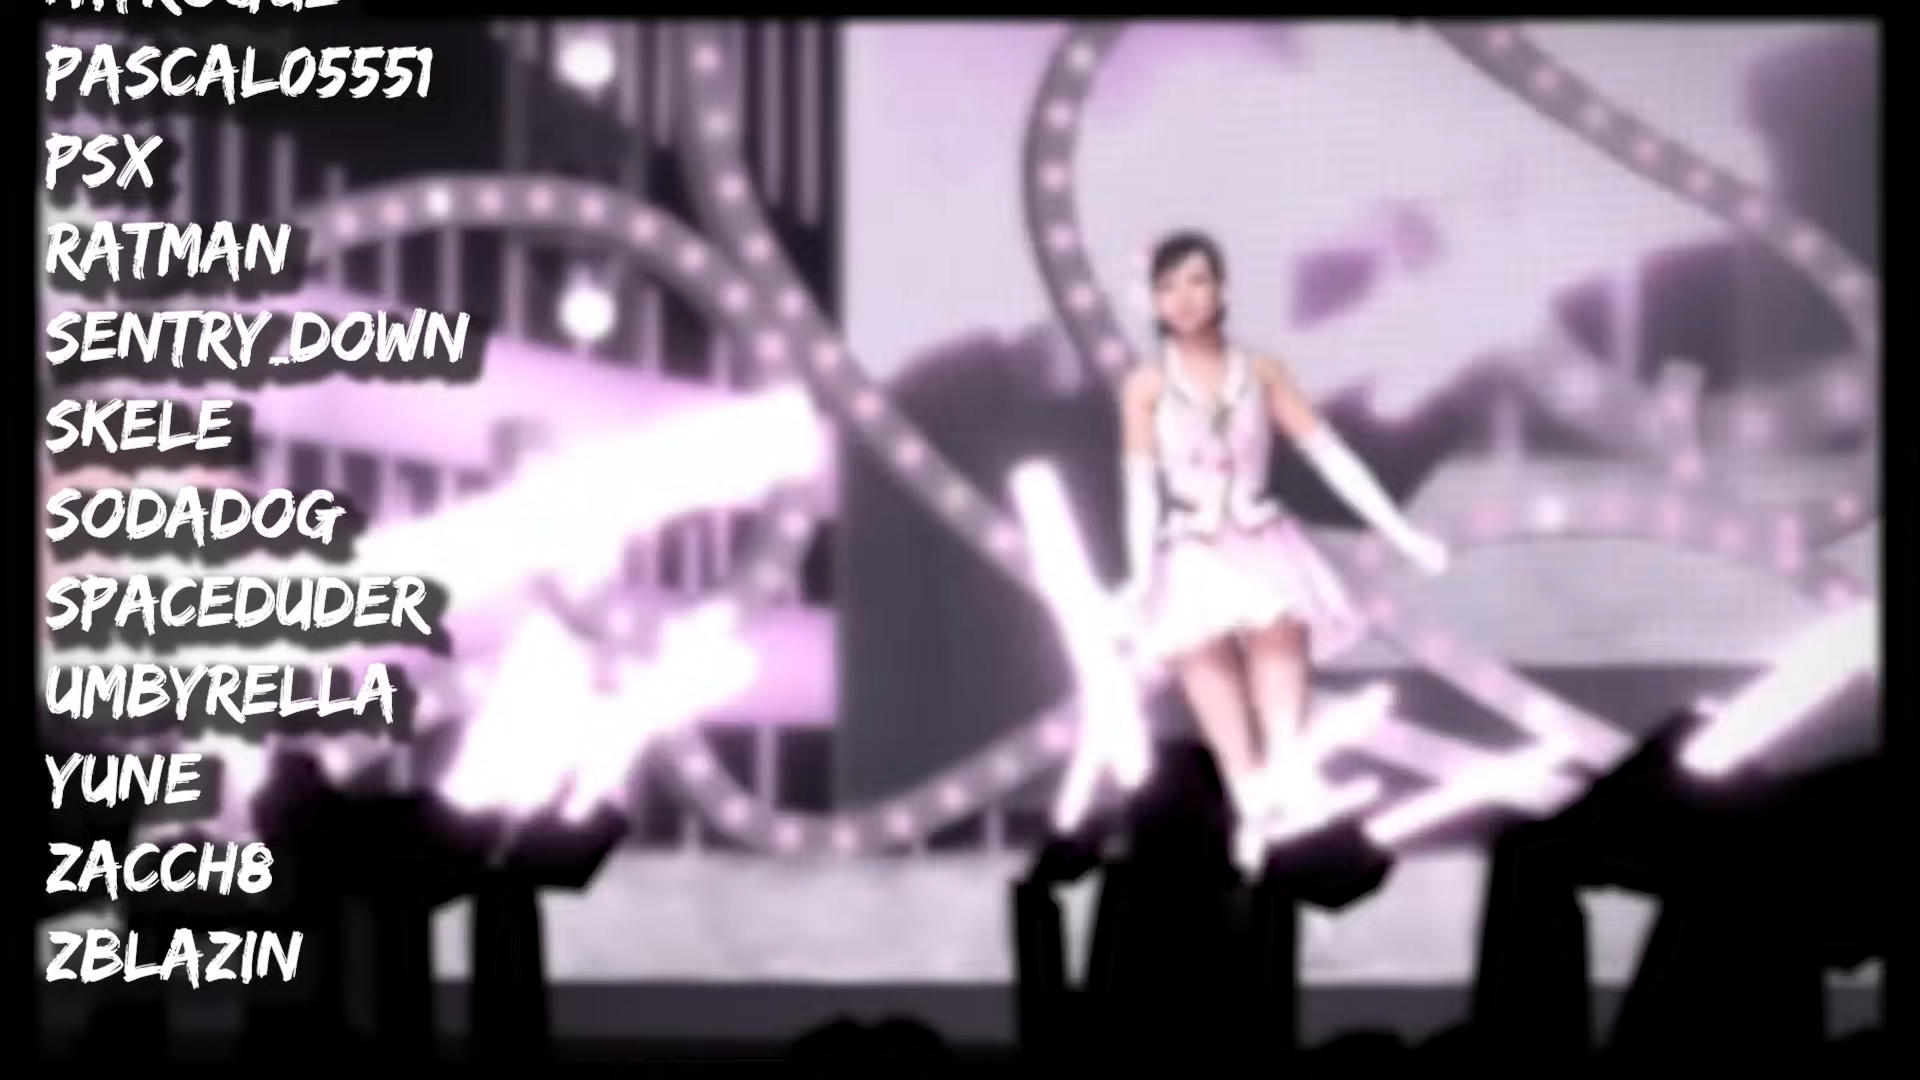 PASCAL05551
PSX
RATMAN
SENTRY_DOWN
SKELE
SODADOG
SPACEDUDER
UMBYRELLA
YUNE
ZACCH8
ZBLAZIN